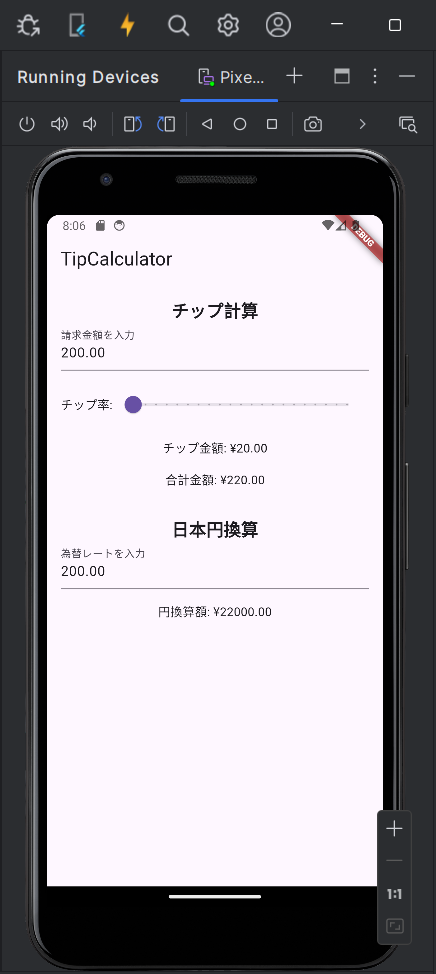 Running Devices
Pixe...
8:06
DEBUG
TipCalculator
チップ計算
請求金額を入力
200.00
チップ率:
チップ金額: ¥20.00
合計金額: ¥220.00
日本円換算
為替レートを入力
200.00
円換算額: ¥22000.00
1:1